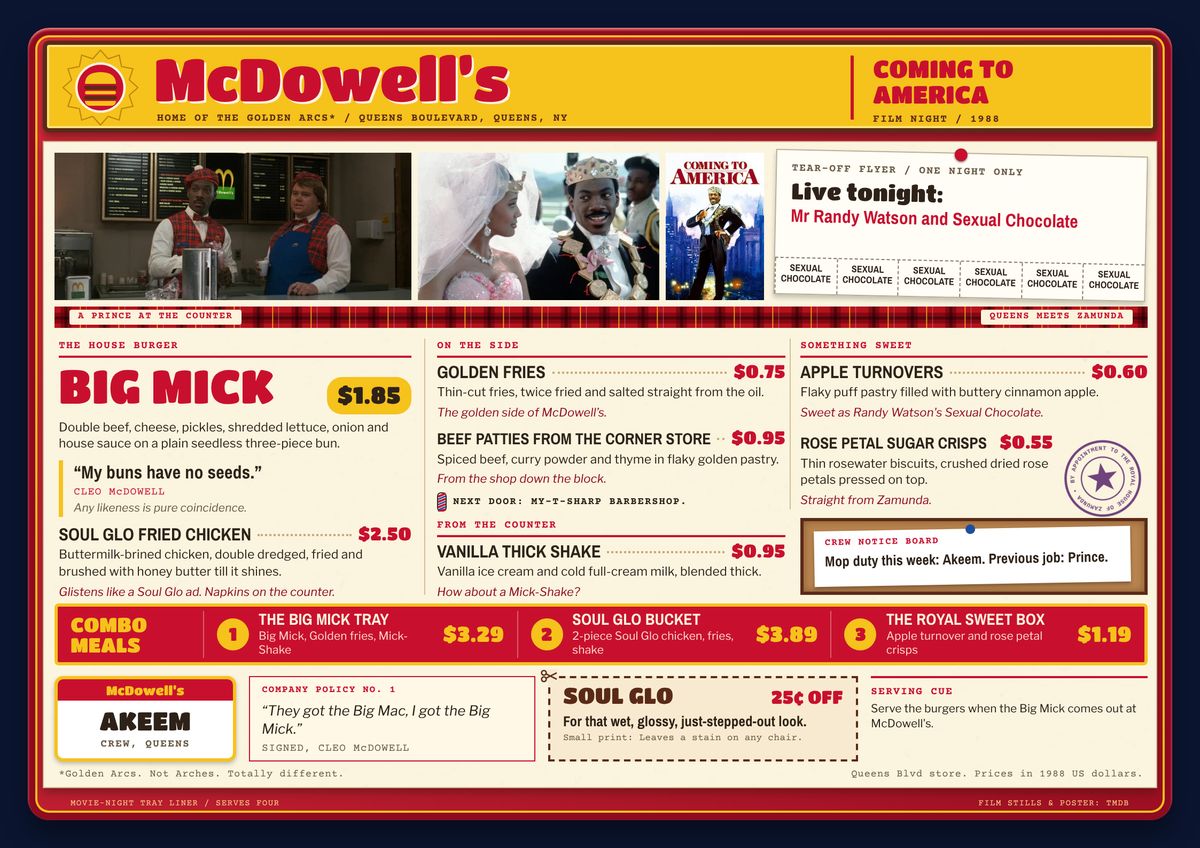 McDowell's
HOME OF THE GOLDEN ARCS* / QUEENS BOULEVARD, QUEENS, NY
COMING TO
AMERICA
FILM NIGHT / 1988
COMING TO
AMERICA
TEAR-OFF FLYER / ONE NIGHT ONLY
Live tonight:
Mr Randy Watson and Sexual Chocolate
SEXUAL
CHOCOLATE
SEXUAL
CHOCOLATE
SEXUAL
CHOCOLATE
SEXUAL
CHOCOLATE
SEXUAL
CHOCOLATE
SEXUAL
CHOCOLATE
A PRINCE AT THE COUNTER
QUEENS MEETS ZAMUNDA
THE HOUSE BURGER
BIG MICK
$1.85
Double beef, cheese, pickles, shredded lettuce, onion and
house sauce on a plain seedless three-piece bun.
“My buns have no seeds.”
CLEO McDOWELL
Any likeness is pure coincidence.
SOUL GLO FRIED CHICKEN $2.50
Buttermilk-brined chicken, double dredged, fried and
brushed with honey butter till it shines.
Glistens like a Soul Glo ad. Napkins on the counter.
ON THE SIDE
GOLDEN FRIES $0.75
Thin-cut fries, twice fried and salted straight from the oil.
The golden side of McDowell's.
BEEF PATTIES FROM THE CORNER STORE $0.95
Spiced beef, curry powder and thyme in flaky golden pastry.
From the shop down the block.
NEXT DOOR: MY-T-SHARP BARBERSHOP.
FROM THE COUNTER
VANILLA THICK SHAKE $0.95
Vanilla ice cream and cold full-cream milk, blended thick.
How about a Mick-Shake?
SOMETHING SWEET
APPLE TURNOVERS $0.60
Flaky puff pastry filled with buttery cinnamon apple.
Sweet as Randy Watson's Sexual Chocolate.
ROSE PETAL SUGAR CRISPS $0.55
Thin rosewater biscuits, crushed dried rose
petals pressed on top.
Straight from Zamunda.
BY APPOINTMENT TO THE ROYAL HOUSE OF ZAMUNDA
CREW NOTICE BOARD
Mop duty this week: Akeem. Previous job: Prince.
COMBO
MEALS
1
THE BIG MICK TRAY
Big Mick, Golden fries, Mick-
Shake
$3.29
2
SOUL GLO BUCKET
2-piece Soul Glo chicken, fries,
shake
$3.89
3
THE ROYAL SWEET BOX
Apple turnover and rose petal
crisps
$1.19
McDowell's
AKEEM
CREW, QUEENS
COMPANY POLICY NO. 1
“They got the Big Mac, I got the Big
Mick.”
SIGNED, CLEO McDOWELL
SOUL GLO
25¢ OFF
For that wet, glossy, just-stepped-out look.
Small print: Leaves a stain on any chair.
SERVING CUE
Serve the burgers when the Big Mick comes out at
McDowell's.
*Golden Arcs. Not Arches. Totally different.
Queens Blvd store. Prices in 1988 US dollars.
MOVIE-NIGHT TRAY LINER / SERVES FOUR
FILM STILLS & POSTER: TMDB